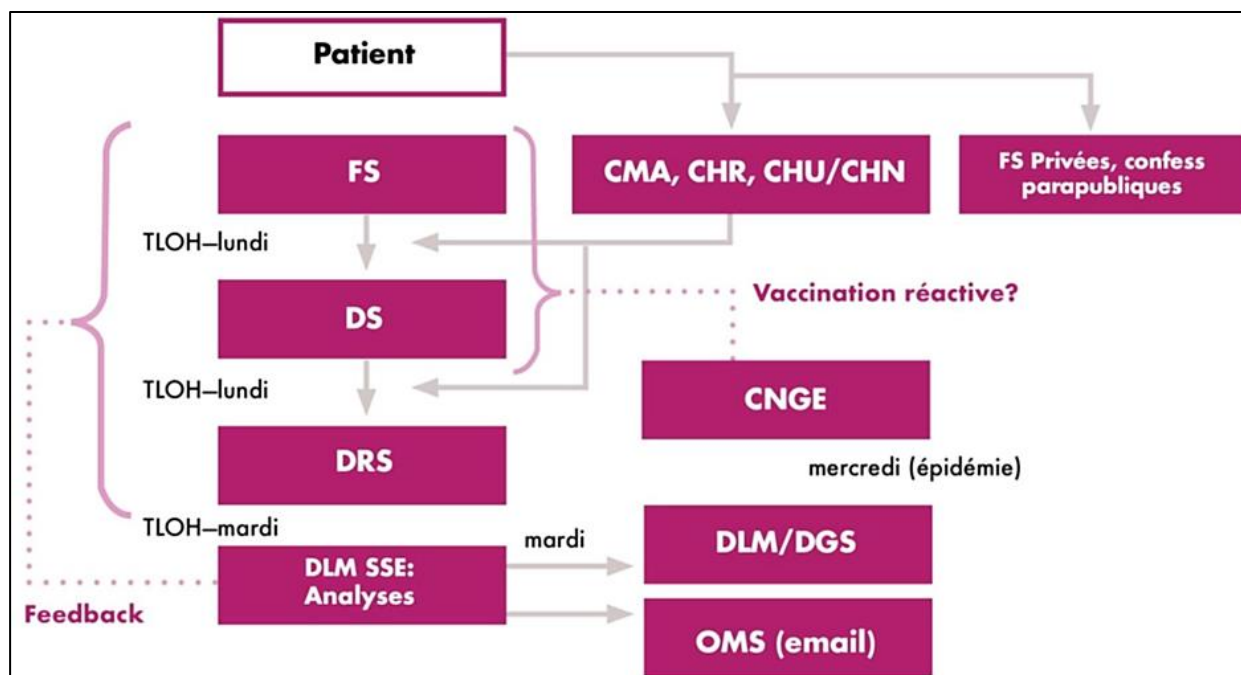 Patient
FS
CMA, CHR, CHU/CHN
FS Privées, confess
parapubliques
TLOH–lundi
DS
Vaccination réactive?
TLOH–lundi
CNGE
DRS
mercredi (épidémie)
TLOH–mardi
mardi
DLM/DGS
DLM SSE:
Analyses
Feedback
OMS (email)